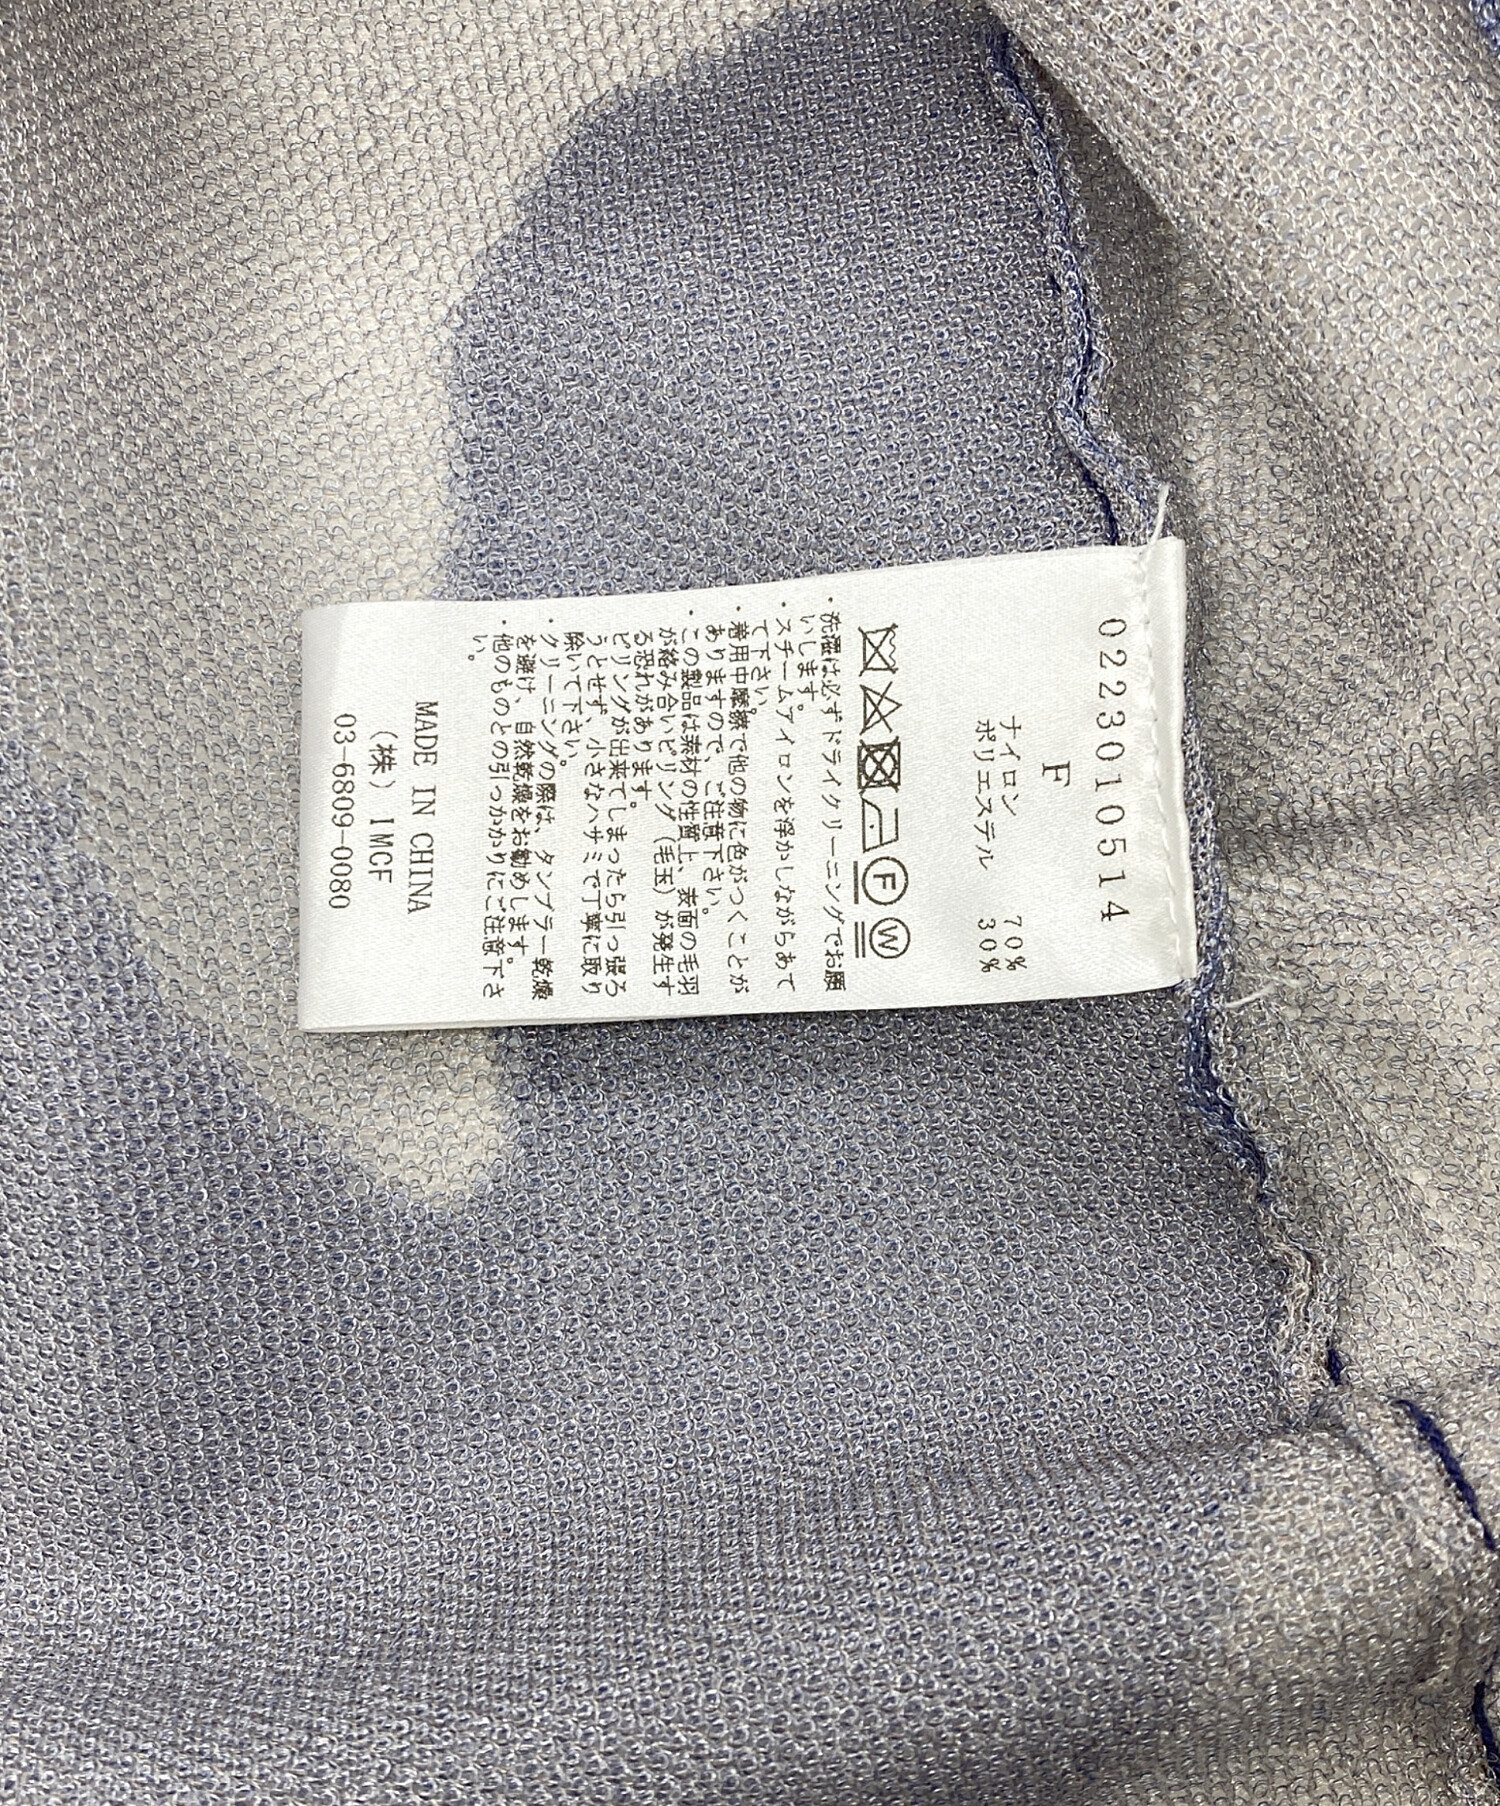 022301051４
F
ナイロン 70%
ポリエステル 30%
F
W
・洗濯は必ずドライクリーニングでお願
いします。
・スチームアイロンを浮かしながらあて
て下さい。
・着用中摩擦で他の物に色がつくことが
ありますので、ご注意下さい。
・この製品は素材の性質上、表面の毛羽
が絡み合いピリング（毛玉）が発生す
る恐れがあります。
ピリングが出来てしまったら引っ張ろ
うとせず、小さなハサミで丁寧に取り
除いて下さい。
・クリーニングの際は、タンブラー乾燥
を避け、自然乾燥をお勧めします。
・他のものとの引っかかりにご注意下さ
い。
MADE IN CHINA
(株) IMCF
03-6809-0080